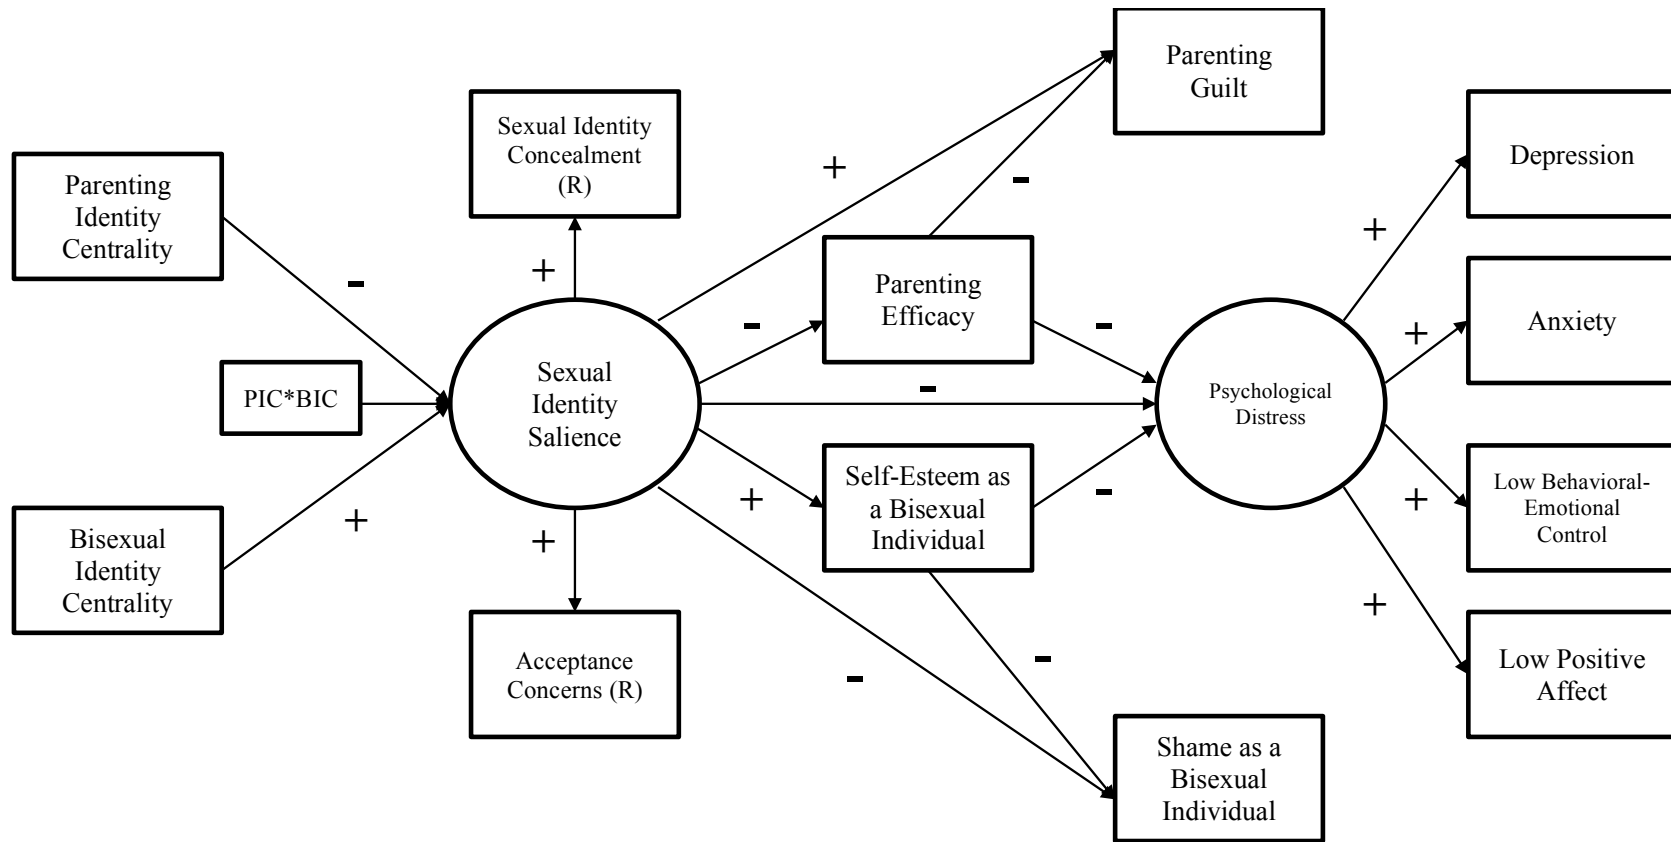 Parenting
Guilt
Sexual Identity
Concealment
(R)
Depression
Parenting
Identity
Centrality
+
-
+
-
+
Parenting
Efficacy
Anxiety
-
-
+
PIC*BIC
Sexual
Identity
Salience
-
Psychological
Distress
+
Bisexual
Identity
Centrality
+
+
Self-Esteem as
a Bisexual
Individual
-
+
Low Behavioral-
Emotional
Control
Acceptance
Concerns (R)
-
-
+
Low Positive
Affect
Shame as a
Bisexual
Individual